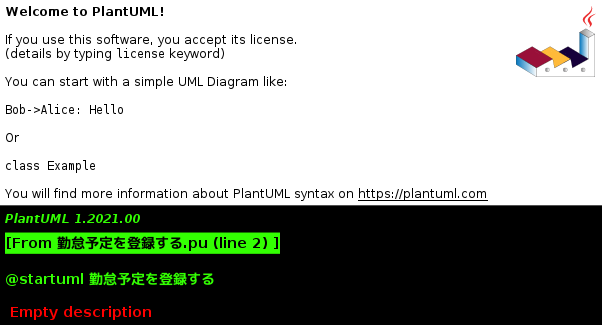 Welcome to PlantUML!
If you use this software, you accept its license.
(details by typing license keyword)
You can start with a simple UML Diagram like:
Bob->Alice: Hello
Or
class Example
You will find more information about PlantUML syntax on https://plantuml.com
PlantUML 1.2021.00
[From 勤怠予定を登録する.pu (line 2) ]
@startuml 勤怠予定を登録する
Empty description